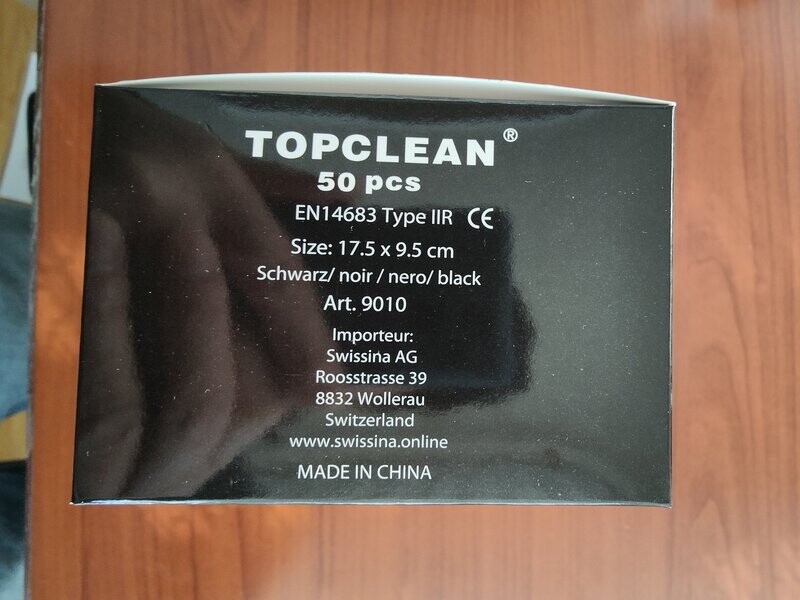 TOPCLEAN®
50 pcs
EN14683 Type IIR CE
Size: 17.5 x 9.5 cm
Schwarz/ noir / nero/ black
Art. 9010
Importeur:
Swissina AG
Roosstrasse 39
8832 Wollerau
Switzerland
www.swissina.online
MADE IN CHINA